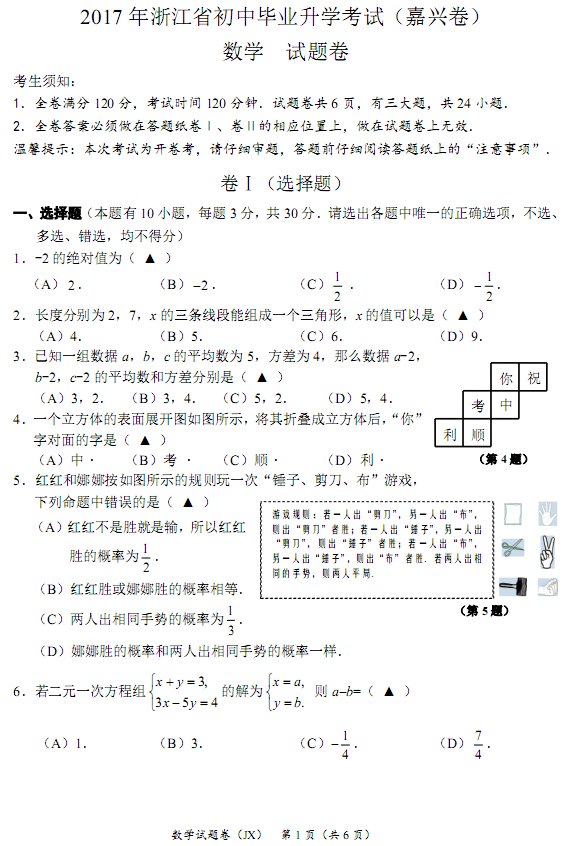 2017年浙江省初中毕业升学考试（嘉兴卷）
数学 试题卷
考生须知：
1．全卷满分120分，考试时间120分钟．试题卷共6页，有三大题，共24小题．
2．全卷答案必须做在答题纸卷Ⅰ、卷Ⅱ的相应位置上，做在试题卷上无效．
温馨提示：本次考试为开卷考，请仔细审题，答题前仔细阅读答题纸上的“注意事项”．
卷Ⅰ（选择题）
一、选择题（本题有10小题，每题3分，共30分．请选出各题中唯一的正确选项，不选、
多选、错选，均不得分）
1．-2的绝对值为（ ▲ ）
（A）2． （B）−2． （C）1/2． （D）−1/2．
2．长度分别为2，7，x的三条线段能组成一个三角形，x的值可以是（ ▲ ）
（A）4． （B）5． （C）6． （D）9．
3．已知一组数据a，b，c的平均数为5，方差为4，那么数据a−2，
b−2，c−2的平均数和方差分别是（ ▲ ）
（A）3，2． （B）3，4． （C）5，2． （D）5，4．
4．一个立方体的表面展开图如图所示，将其折叠成立方体后，“你”
字对面的字是（ ▲ ）
（A）中． （B）考． （C）顺． （D）利．
你 祝
考 中
利 顺
（第4题）
5．红红和娜娜按如图所示的规则玩一次“锤子、剪刀、布”游戏，
下列命题中错误的是（ ▲ ）
（A）红红不是胜就是输，所以红红
胜的概率为1/2．
（B）红红胜或娜娜胜的概率相等．
（C）两人出相同手势的概率为1/3．
（D）娜娜胜的概率和两人出相同手势的概率一样．
游戏规则：若一人出“剪刀”，另一人出“布”，
则出“剪刀”者胜；若一人出“锤子”，另一人出
“剪刀”，则出“锤子”者胜；若一人出“布”，
另一人出“锤子”，则出“布”者胜．若两人出相
同的手势，则两人平局．
（第5题）
6．若二元一次方程组{x+y=3, 3x−5y=4的解为{x=a, y=b. 则a−b=（ ▲ ）
（A）1． （B）3． （C）−1/4． （D）7/4．
数学试题卷（JX） 第1页（共6页）